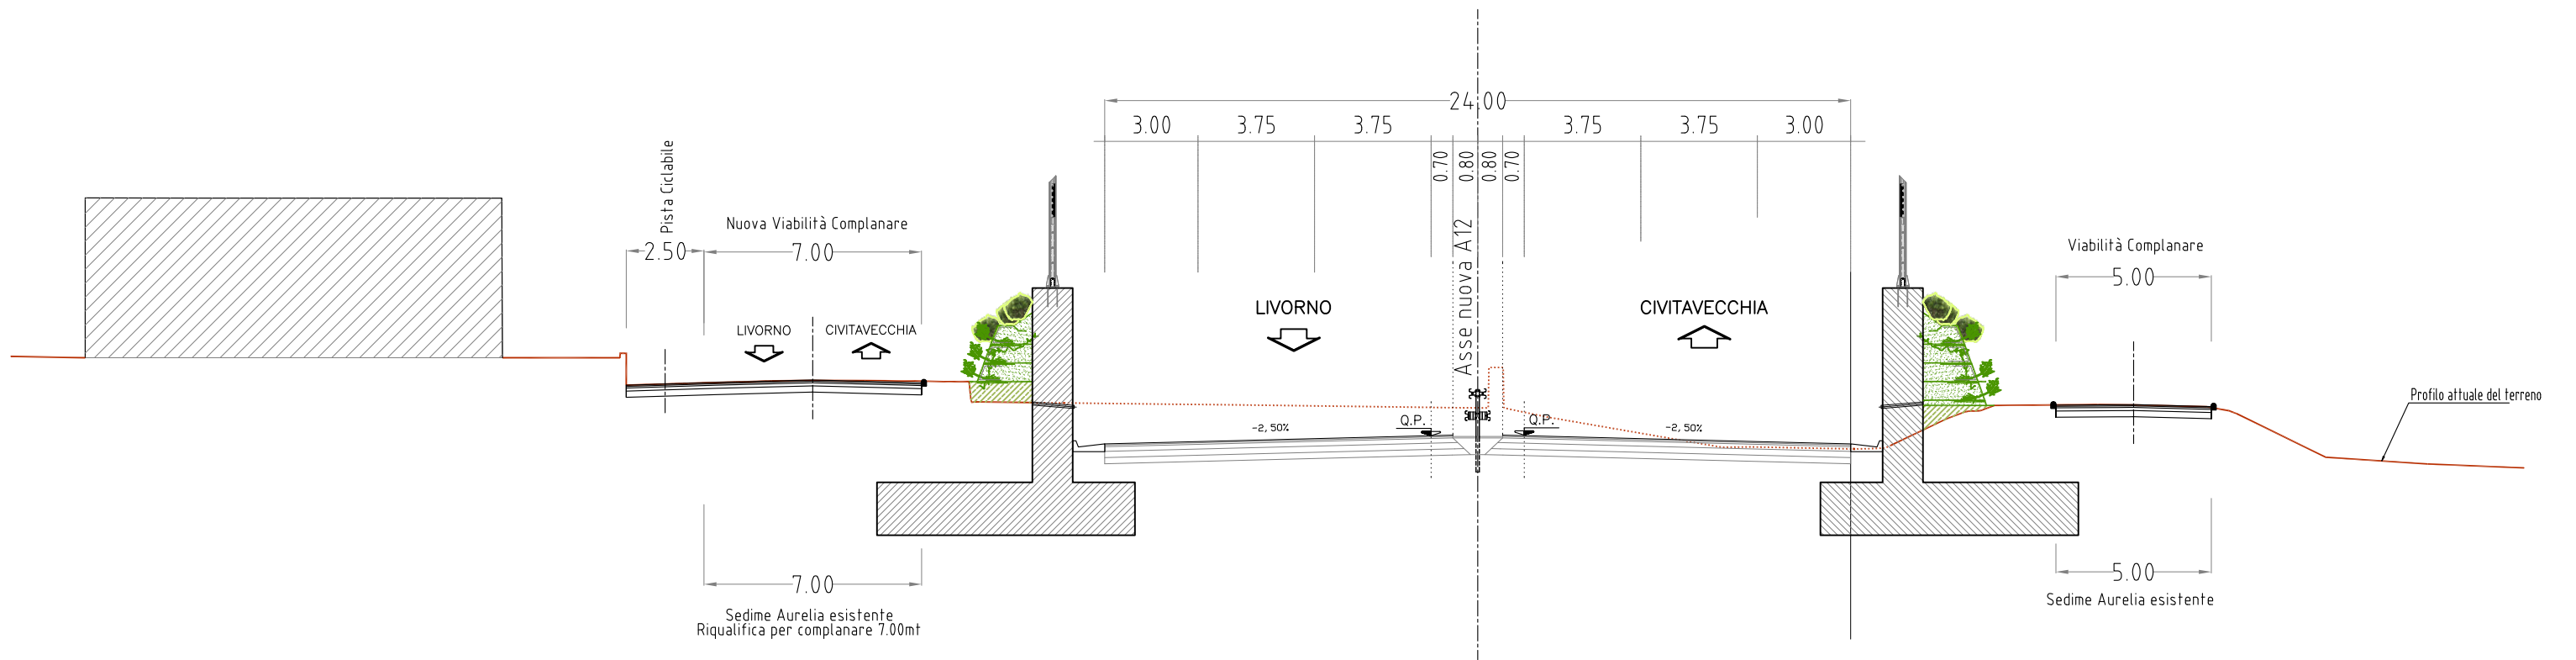 24.00
3.00
3.75
3.75
3.75
3.75
3.00
0.70
0.80
0.80
0.70
Pista Ciclabile
Nuova Viabilità Complanare
2.50
7.00
Asse nuova A12
Viabilità Complanare
5.00
LIVORNO
CIVITAVECCHIA
LIVORNO
CIVITAVECCHIA
Profilo attuale del terreno
-2,50%
Q.P.
Q.P.
-2,50%
7.00
Sedime Aurelia esistente
Riqualifica per complanare 7.00mt
5.00
Sedime Aurelia esistente